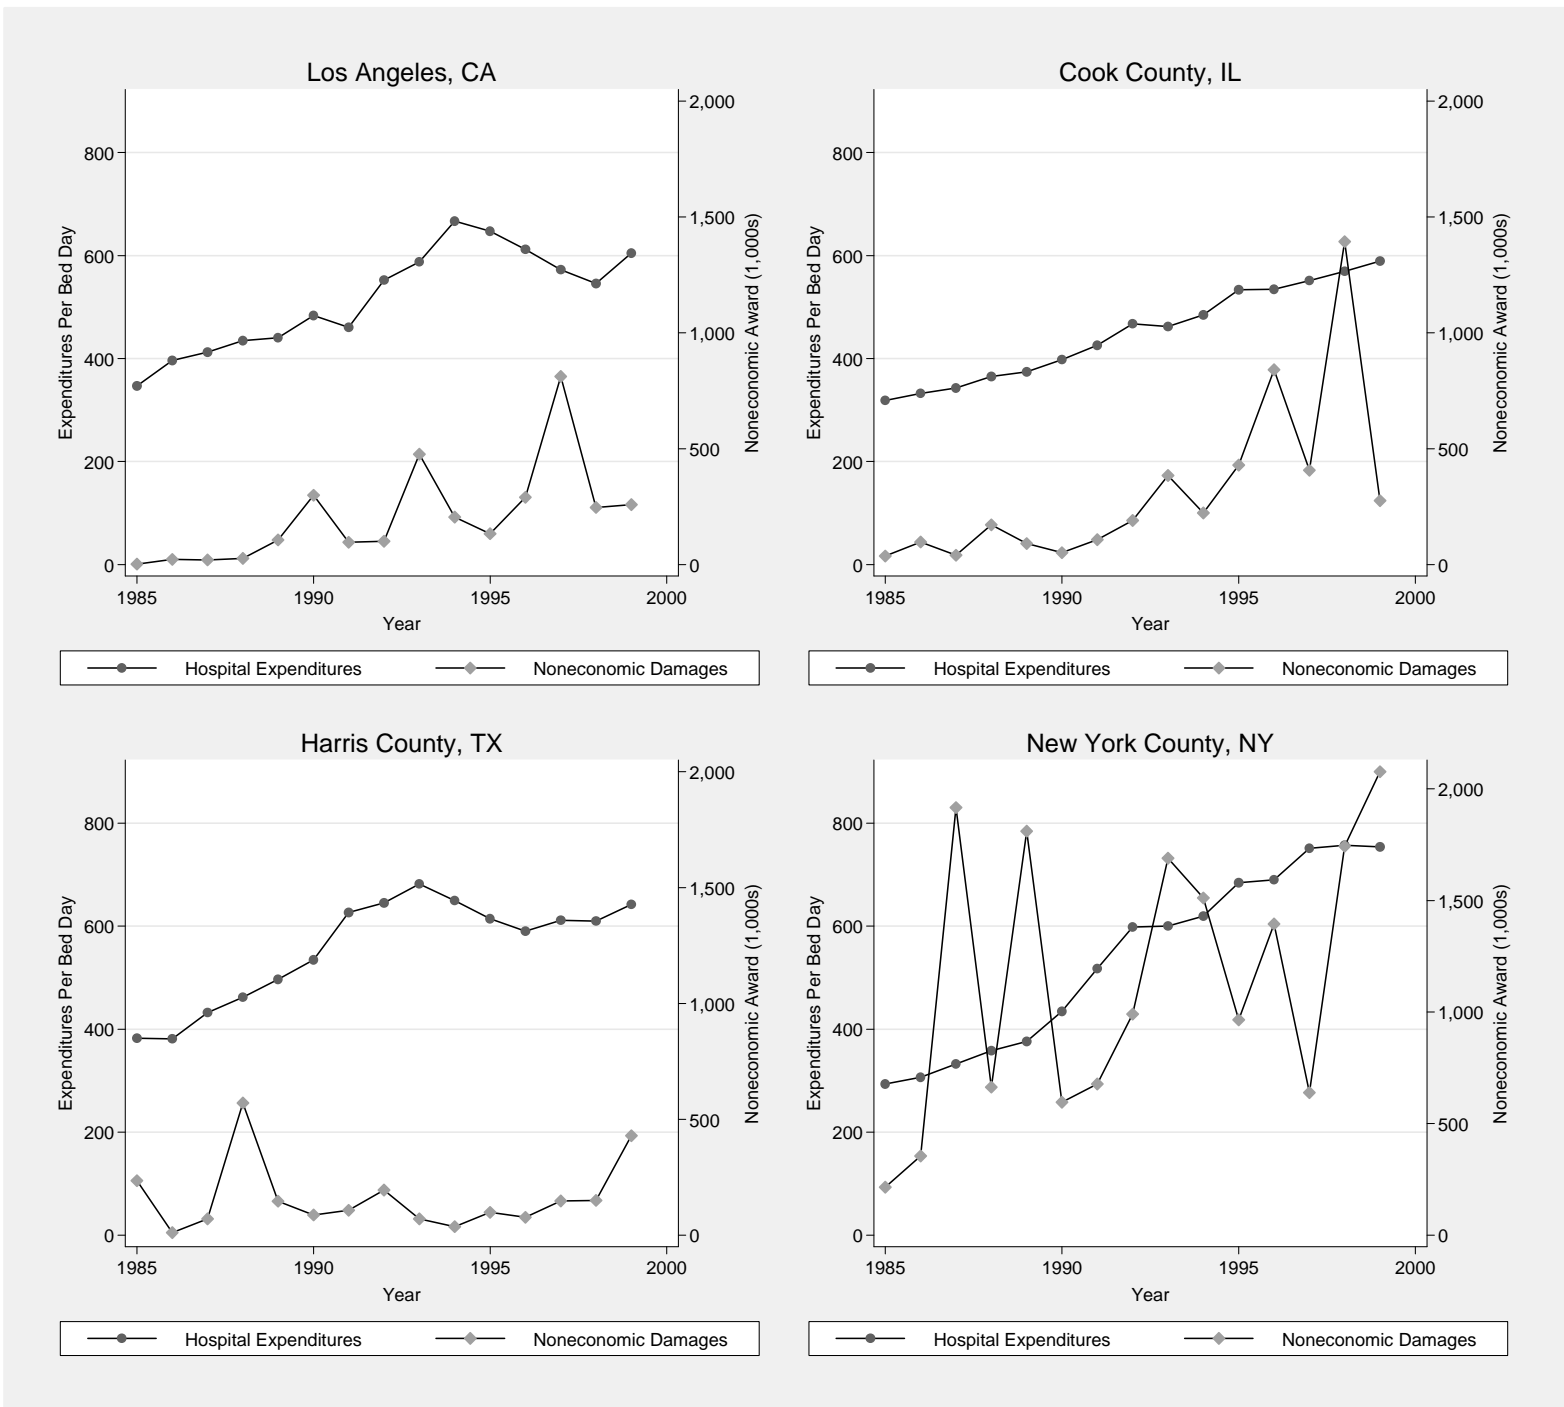 Los Angeles, CA
Expenditures Per Bed Day
800
600
400
200
0
2,000
1,500
1,000
500
0
Noneconomic Award (1,000s)
1985 1990 1995 2000
Year
Hospital Expenditures Noneconomic Damages
Cook County, IL
Expenditures Per Bed Day
800
600
400
200
0
2,000
1,500
1,000
500
0
Noneconomic Award (1,000s)
1985 1990 1995 2000
Year
Hospital Expenditures Noneconomic Damages
Harris County, TX
Expenditures Per Bed Day
800
600
400
200
0
2,000
1,500
1,000
500
0
Noneconomic Award (1,000s)
1985 1990 1995 2000
Year
Hospital Expenditures Noneconomic Damages
New York County, NY
Expenditures Per Bed Day
800
600
400
200
0
2,000
1,500
1,000
500
0
Noneconomic Award (1,000s)
1985 1990 1995 2000
Year
Hospital Expenditures Noneconomic Damages